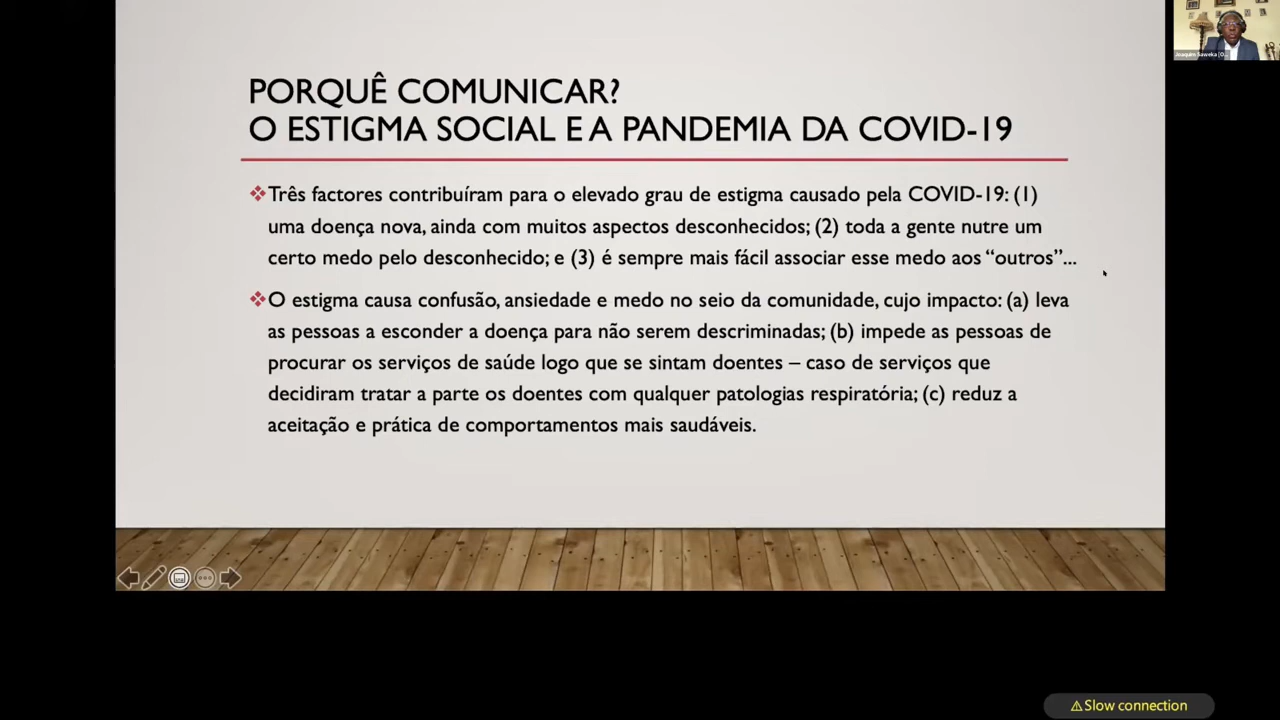 PORQUÊ COMUNICAR?
O ESTIGMA SOCIAL E A PANDEMIA DA COVID-19
❖Três factores contribuíram para o elevado grau de estigma causado pela COVID-19: (1)
uma doença nova, ainda com muitos aspectos desconhecidos; (2) toda a gente nutre um
certo medo pelo desconhecido; e (3) é sempre mais fácil associar esse medo aos “outros”...
❖O estigma causa confusão, ansiedade e medo no seio da comunidade, cujo impacto: (a) leva
as pessoas a esconder a doença para não serem descriminadas; (b) impede as pessoas de
procurar os serviços de saúde logo que se sintam doentes – caso de serviços que
decidiram tratar a parte os doentes com qualquer patologias respiratória; (c) reduz a
aceitação e prática de comportamentos mais saudáveis.
Joaquim Saweka
⚠Slow connection